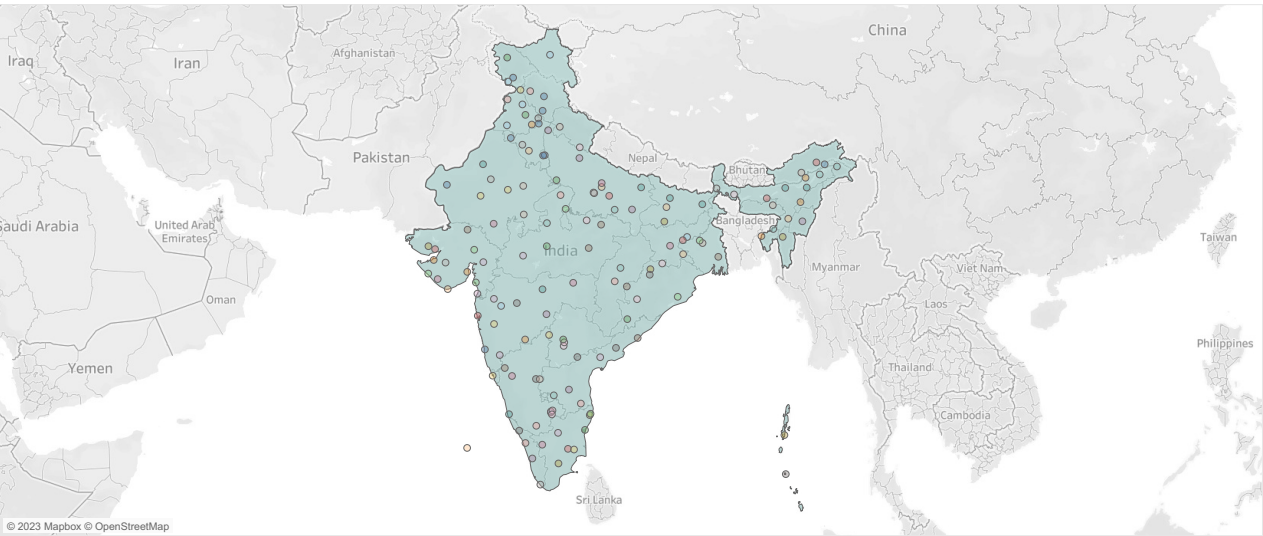 China
Afghanistan
Iraq
Iran
Pakistan
Nepal
Bhutan
Saudi Arabia
United Arab
Emirates
Bangladesh
India
Taiwan
Myanmar
Viet Nam
Oman
Laos
Philippines
Yemen
Thailand
Cambodia
Sri Lanka
© 2023 Mapbox © OpenStreetMap